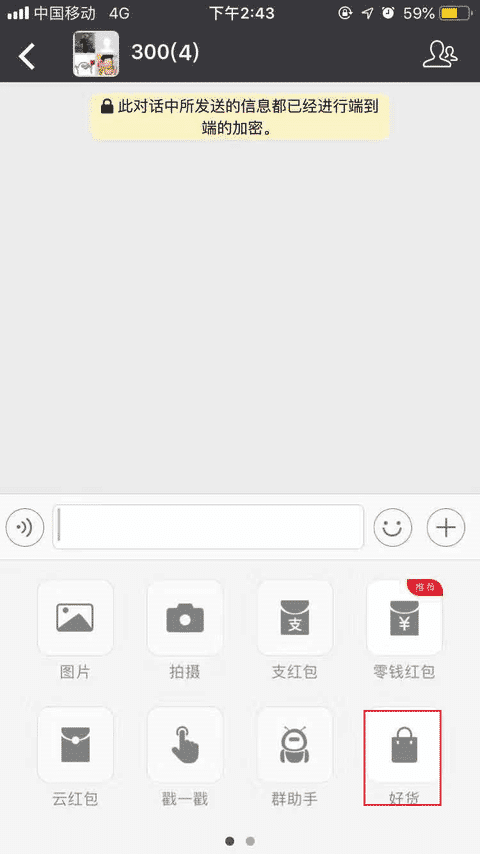 中国移动 4G 下午2:43 59%
300(4)
此对话中所发送的信息都已经进行端到
端的加密。
推荐
支 ¥
图片 拍摄 支红包 零钱红包
云红包 戳一戳 群助手 好货